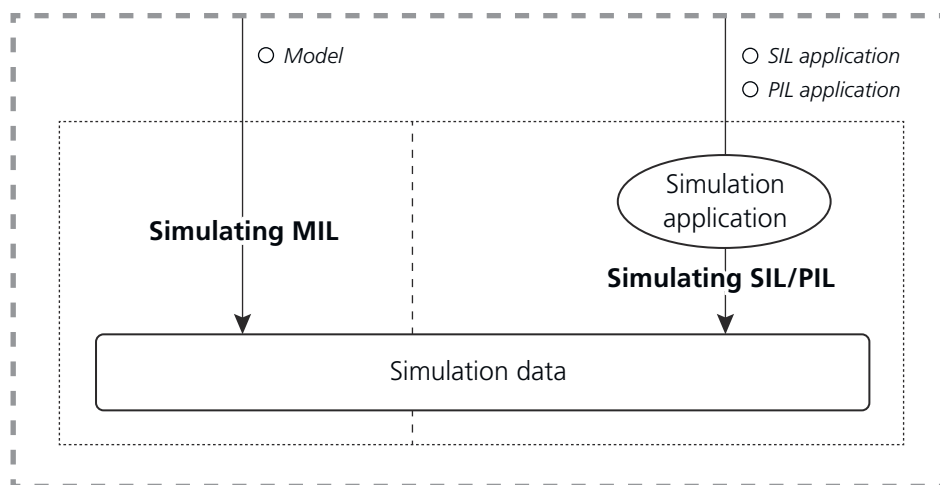 Model
SIL application
PIL application
Simulation
application
Simulating MIL
Simulating SIL/PIL
Simulation data